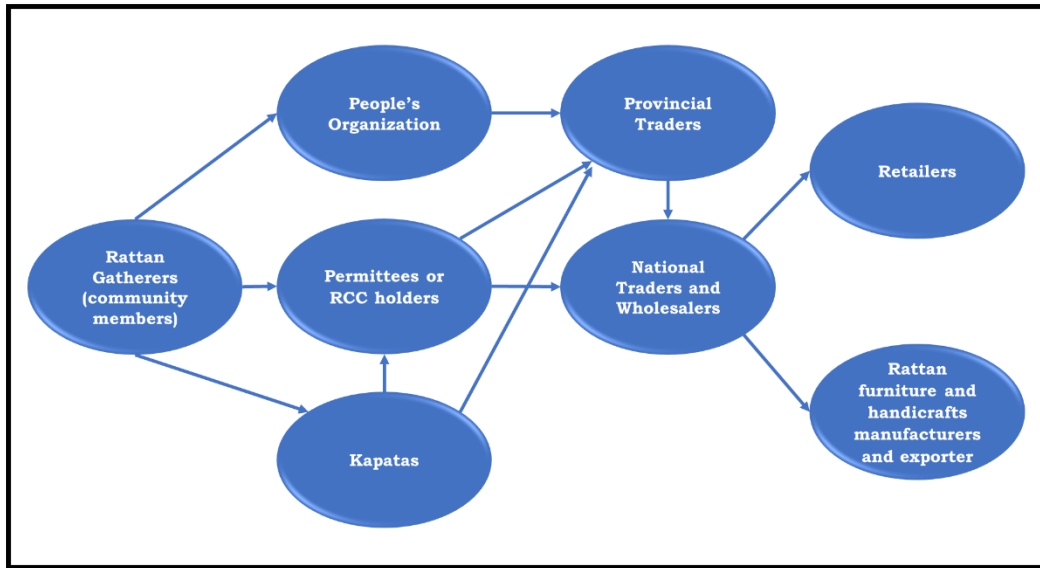 People's
Organization
Provincial
Traders
Retailers
Rattan
Gatherers
(community
members)
Permittees or
RCC holders
National
Traders and
Wholesalers
Kapatas
Rattan
furniture and
handicrafts
manufacturers
and exporter